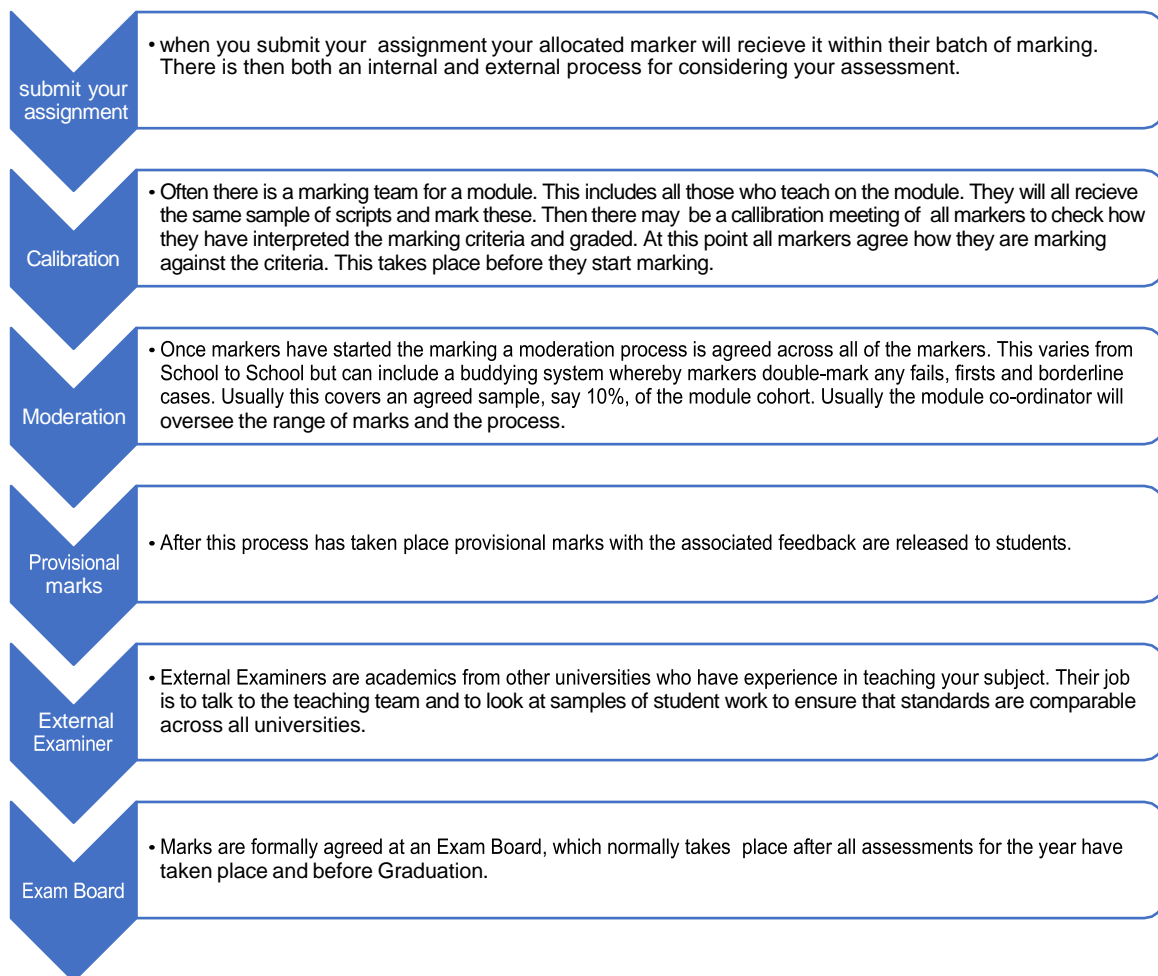 submit your
assignment
• when you submit your  assignment your allocated marker will recieve it within their batch of marking.
There is then both an internal and external process for considering your assessment.
Calibration
• Often there is a marking team for a module. This includes all those who teach on the module. They will all recieve
the same sample of scripts and mark these. Then there may  be a callibration meeting of  all markers to check how
they have interpreted the marking criteria and graded. At this point all markers agree how they are marking
against the criteria. This takes place before they start marking.
Moderation
• Once markers have started the marking a moderation process is agreed across all of the markers. This varies from
School to School but can include a buddying system whereby markers double-mark any fails, firsts and borderline
cases. Usually this covers an agreed sample, say 10%, of the module cohort. Usually the module co-ordinator will
oversee the range of marks and the process.
Provisional
marks
• After this process has taken place provisional marks with the associated feedback are released to students.
External
Examiner
• External Examiners are academics from other universities who have experience in teaching your subject. Their job
is to talk to the teaching team and to look at samples of student work to ensure that standards are comparable
across all universities.
Exam Board
• Marks are formally agreed at an Exam Board, which normally takes  place after all assessments for the year have
taken place and before Graduation.